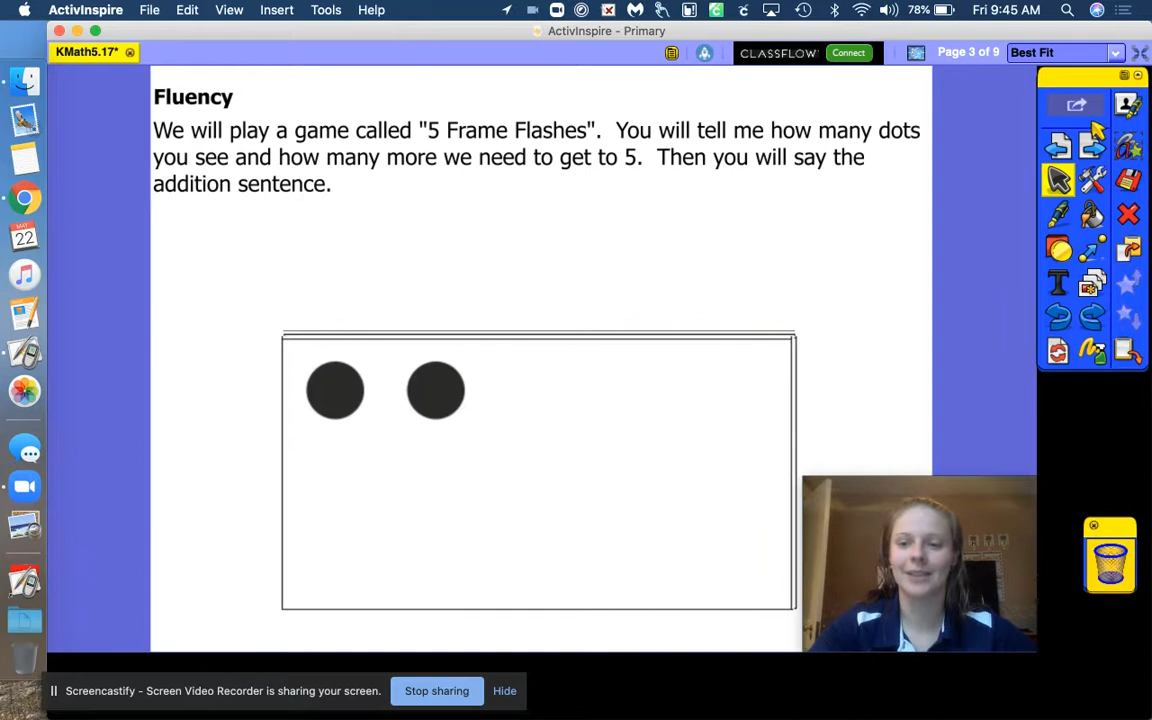 ActivInspire File Edit View Insert Tools Help 78% Fri 9:45 AM
ActivInspire - Primary
KMath5.17* CLASSFLOW Connect Page 3 of 9 Best Fit
Fluency
We will play a game called "5 Frame Flashes". You will tell me how many dots
you see and how many more we need to get to 5. Then you will say the
addition sentence.
MAY
22
T
Screencastify - Screen Video Recorder is sharing your screen. Stop sharing Hide